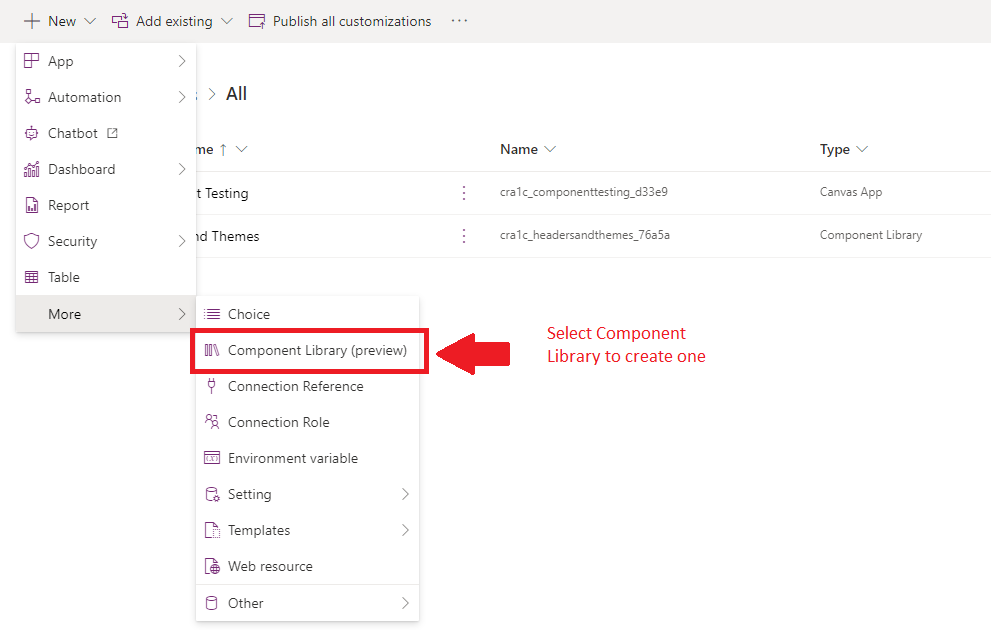 New Add existing Publish all customizations ...
App
Automation
> All
Chatbot
me ↑ Name Type
Dashboard
t Testing cra1c_componenttesting_d33e9 Canvas App
Report
nd Themes cra1c_headersandthemes_76a5a Component Library
Security
Table
More
Choice
Component Library (preview)
Connection Reference
Connection Role
Environment variable
Setting
Templates
Web resource
Other
Select Component
Library to create one